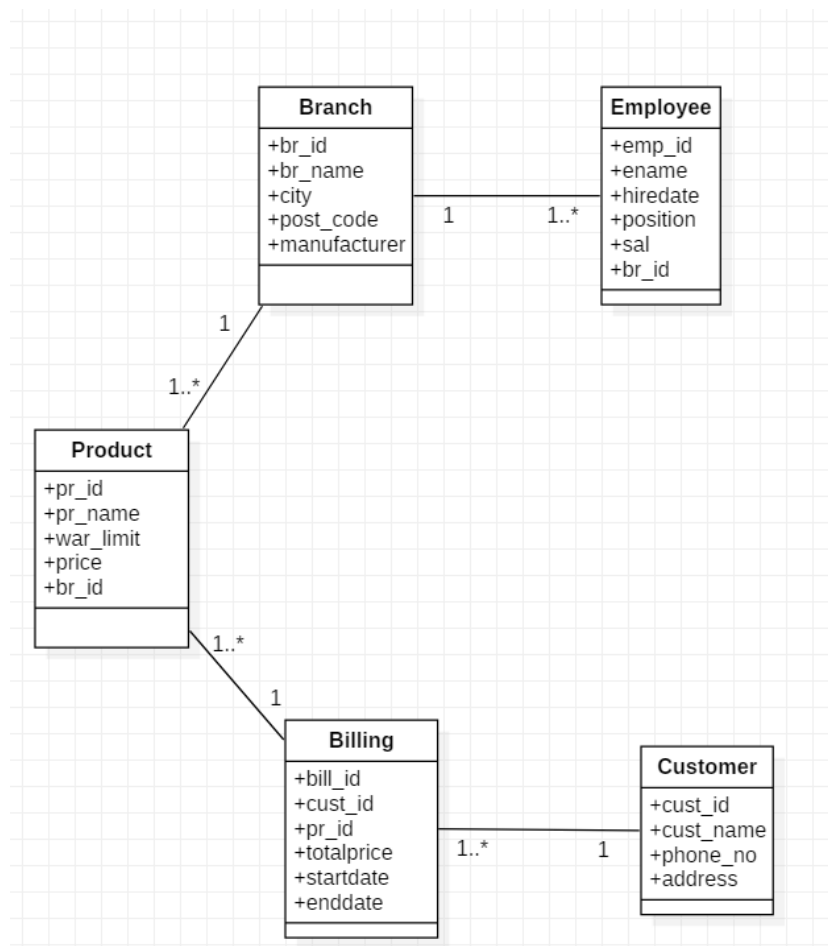 Branch
+br_id
+br_name
+city
+post_code
+manufacturer
Employee
+emp_id
+ename
+hiredate
+position
+sal
+br_id
1
1..*
1
1..*
Product
+pr_id
+pr_name
+war_limit
+price
+br_id
1..*
1
Billing
+bill_id
+cust_id
+pr_id
+totalprice
+startdate
+enddate
1..*
1
Customer
+cust_id
+cust_name
+phone_no
+address